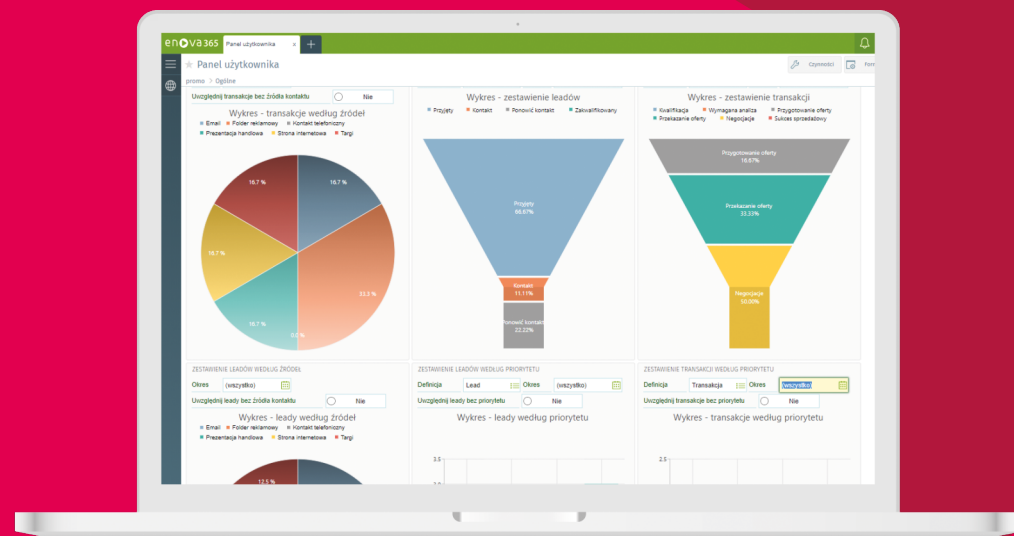 enova365
Panel użytkownika x +
Panel użytkownika
Czynności
Form
promo > Ogólne
Uwzględnij transakcje bez źródła kontaktu Nie
Wykres - transakcje według źródeł
Email Folder reklamowy Kontakt telefoniczny
Prezentacja handlowa Strona internetowa Targi
16,7 %
16,7 %
16,7 %
33,3 %
16,7 %
0,0 %
Wykres - zestawienie leadów
Przyjęty Kontakt Ponowić kontakt Zakwalifikowany
Przyjęty
66.67%
Kontakt
11.11%
Ponowić kontakt
22.22%
Wykres - zestawienie transakcji
Kwalifikacja Wymagana analiza Przygotowanie oferty
Przekazanie oferty Negocjacje Sukces sprzedażowy
Przygotowanie oferty
16.67%
Przekazanie oferty
33.33%
Negocjacje
50.00%
ZESTAWIENIE LEADÓW WEDŁUG ŹRÓDEŁ
Okres (wszystko)
Uwzględnij leady bez źródła kontaktu Nie
Wykres - leady według źródeł
Email Folder reklamowy Kontakt telefoniczny
Prezentacja handlowa Strona internetowa Targi
12.5 %
ZESTAWIENIE LEADÓW WEDŁUG PRIORYTETU
Definicja Lead Okres (wszystko)
Uwzględnij leady bez priorytetu Nie
Wykres - leady według priorytetu
3.5
3.0
ZESTAWIENIE TRANSAKCJI WEDŁUG PRIORYTETU
Definicja Transakcja Okres (wszystko)
Uwzględnij transakcje bez priorytetu Nie
Wykres - transakcje według priorytetu
2.5